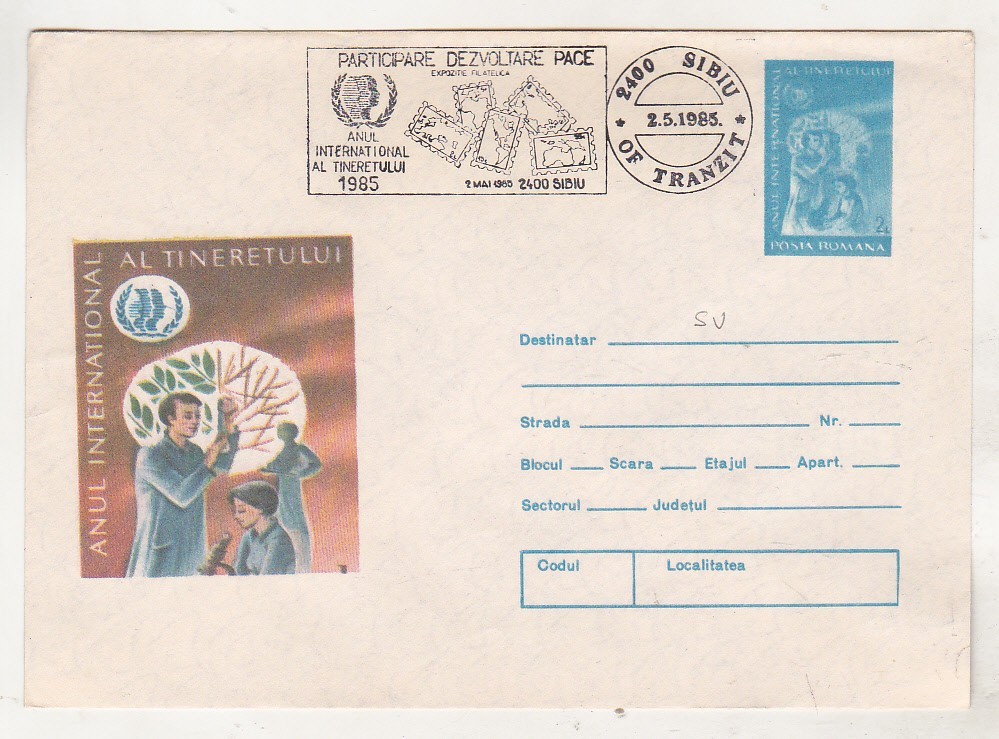 PARTICIPARE DEZVOLTARE PACE
EXPOZITIE FILATELICA
ANUL
INTERNATIONAL
AL TINERETULUI
1985
2 MAI 1985 2400 SIBIU
2400 SIBIU
* 2.5.1985. *
OF TRANZIT
ANUL INTERNATIONAL
AL TINERETULUI
2L
POSTA ROMANA
ANUL INTERNATIONAL
AL TINERETULUI
SV
Destinatar
Strada Nr.
Blocul Scara Etajul Apart.
Sectorul Județul
Codul Localitatea